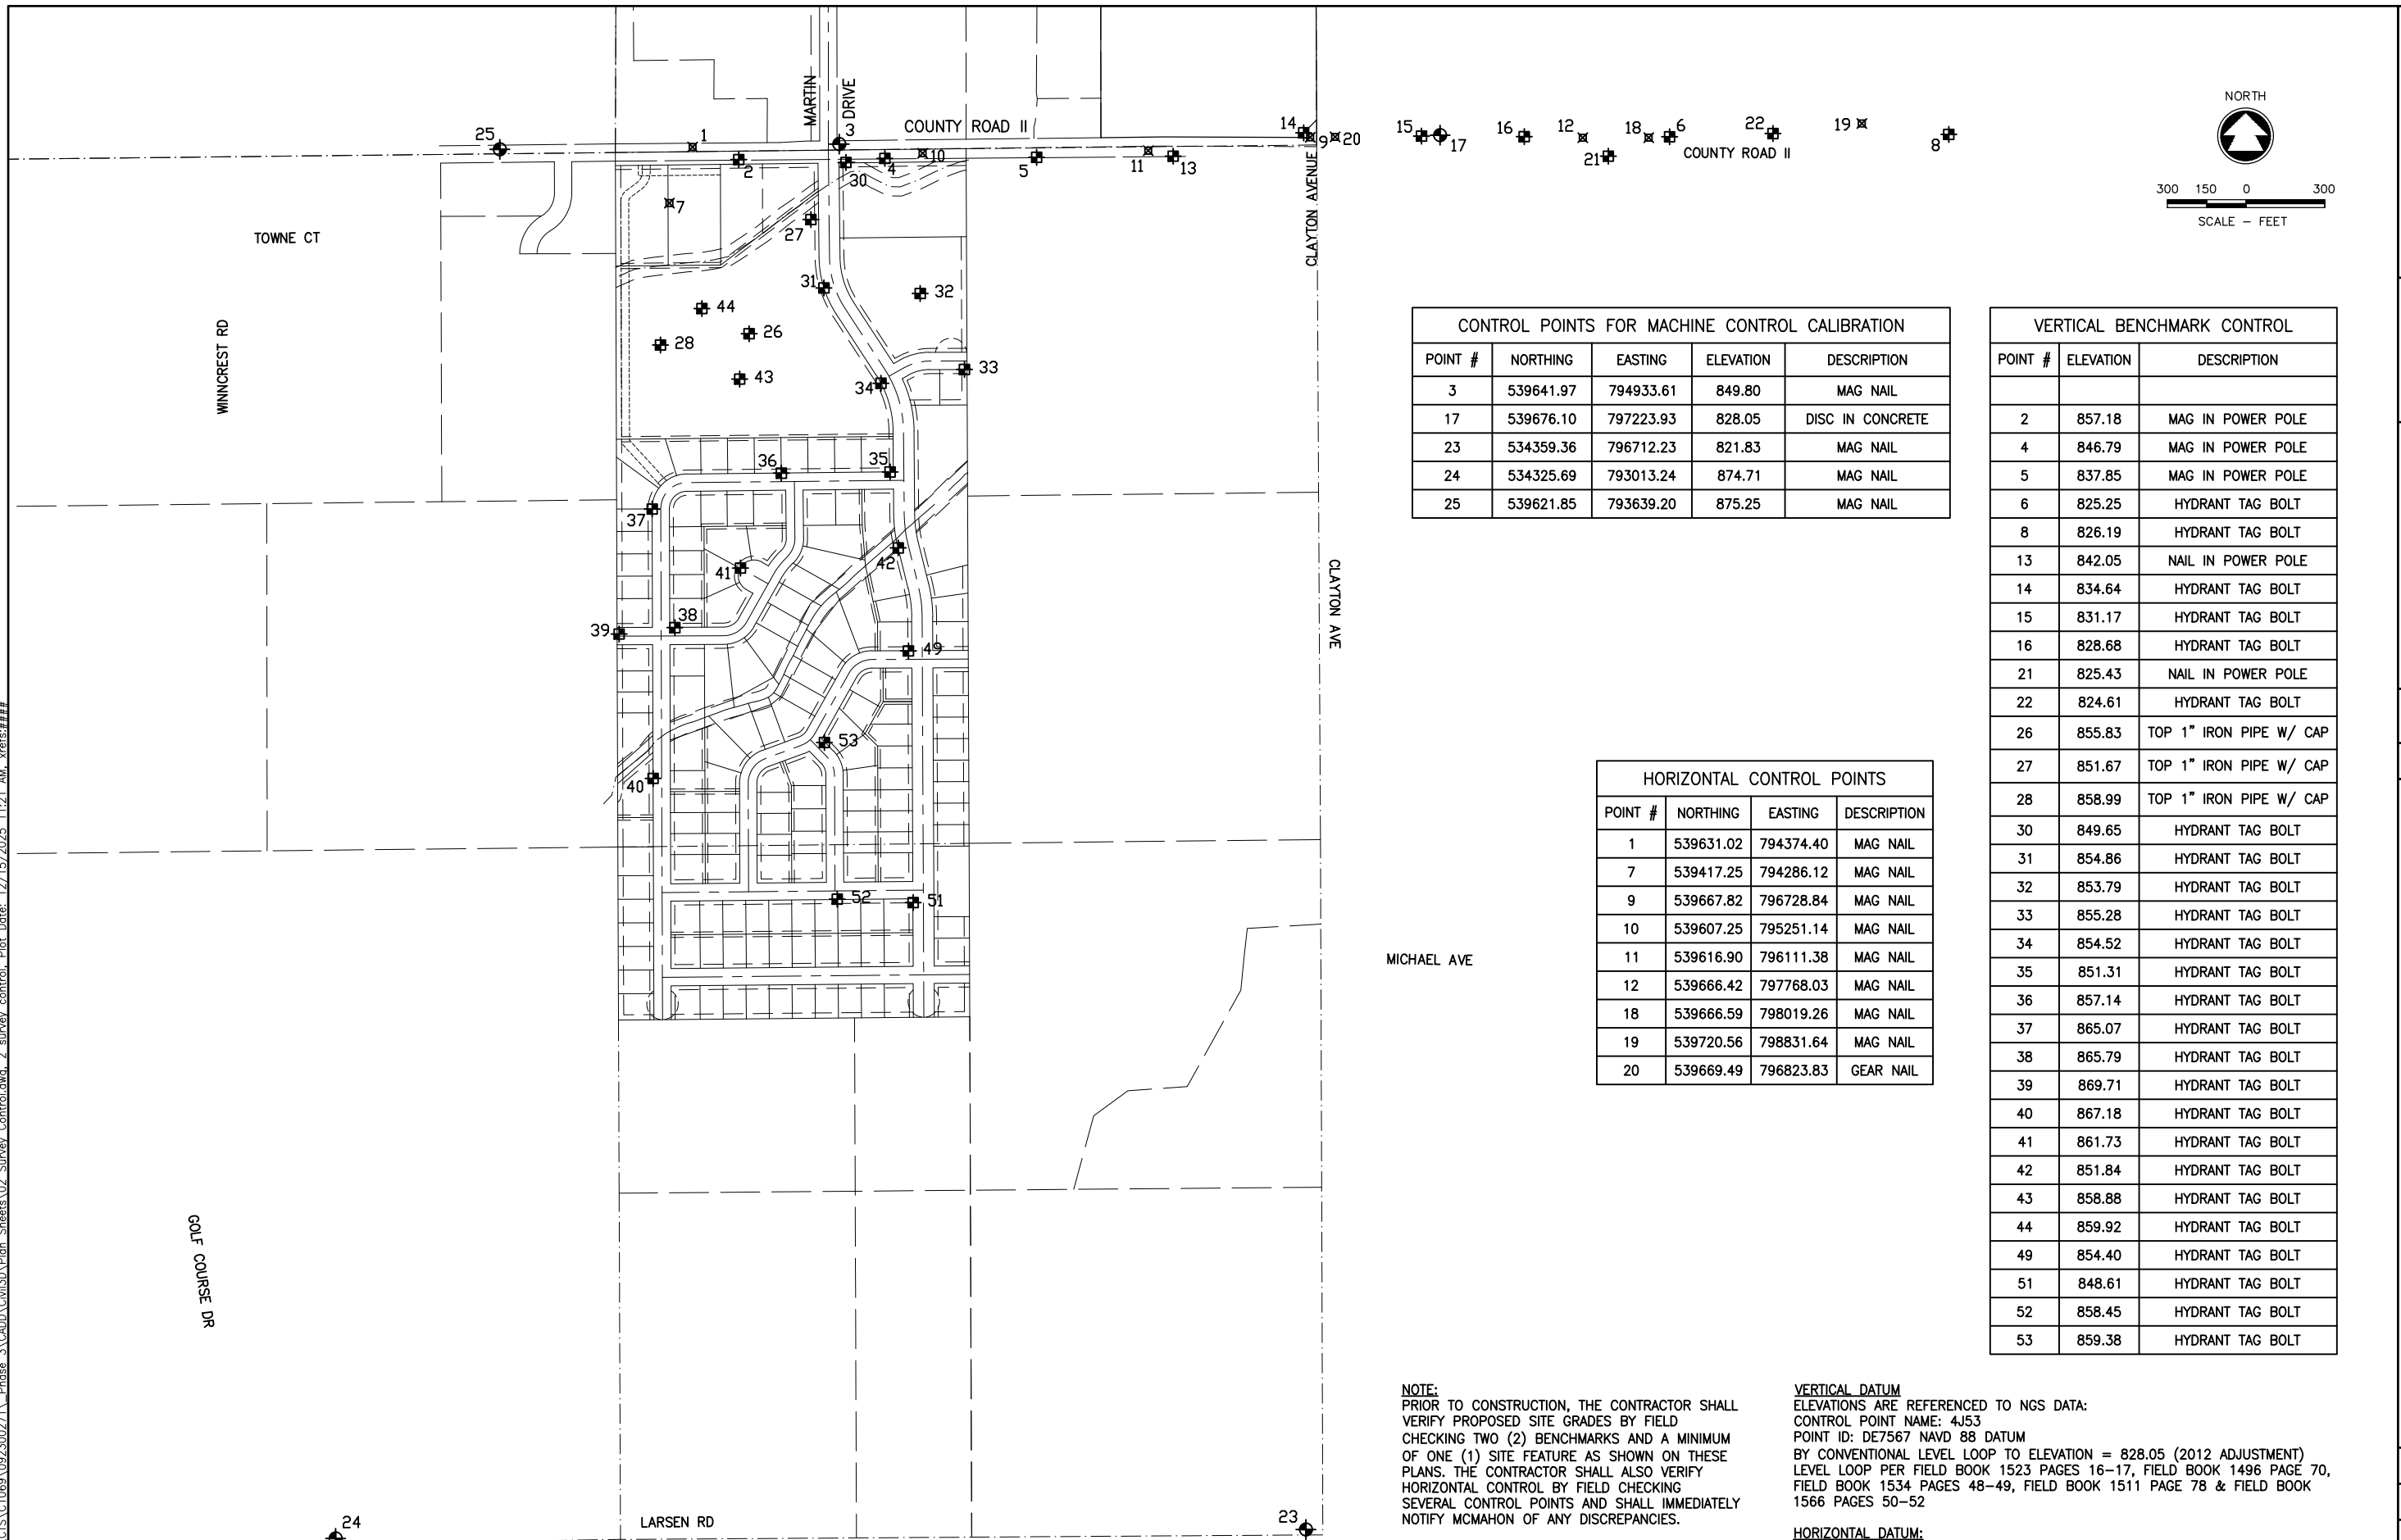 25
1
MARTIN
DRIVE
3
COUNTY ROAD II
14
9
20
15
17
16
12
18
6
22
19
8
21
COUNTY ROAD II
2
30
4
10
5
11
13
CLAYTON AVENUE
NORTH
300 150 0 300
SCALE – FEET
7
27
TOWNE CT
WINNCREST RD
31
32
44
26
28
43
34
33
36
35
37
41
42
38
39
49
53
40
52
51
CLAYTON AVE
MICHAEL AVE
GOLF COURSE DR
LARSEN RD
24
23
CONTROL POINTS FOR MACHINE CONTROL CALIBRATION
POINT # NORTHING EASTING ELEVATION DESCRIPTION
3 539641.97 794933.61 849.80 MAG NAIL
17 539676.10 797223.93 828.05 DISC IN CONCRETE
23 534359.36 796712.23 821.83 MAG NAIL
24 534325.69 793013.24 874.71 MAG NAIL
25 539621.85 793639.20 875.25 MAG NAIL
HORIZONTAL CONTROL POINTS
POINT # NORTHING EASTING DESCRIPTION
1 539631.02 794374.40 MAG NAIL
7 539417.25 794286.12 MAG NAIL
9 539667.82 796728.84 MAG NAIL
10 539607.25 795251.14 MAG NAIL
11 539616.90 796111.38 MAG NAIL
12 539666.42 797768.03 MAG NAIL
18 539666.59 798019.26 MAG NAIL
19 539720.56 798831.64 MAG NAIL
20 539669.49 796823.83 GEAR NAIL
VERTICAL BENCHMARK CONTROL
POINT # ELEVATION DESCRIPTION
2 857.18 MAG IN POWER POLE
4 846.79 MAG IN POWER POLE
5 837.85 MAG IN POWER POLE
6 825.25 HYDRANT TAG BOLT
8 826.19 HYDRANT TAG BOLT
13 842.05 NAIL IN POWER POLE
14 834.64 HYDRANT TAG BOLT
15 831.17 HYDRANT TAG BOLT
16 828.68 HYDRANT TAG BOLT
21 825.43 NAIL IN POWER POLE
22 824.61 HYDRANT TAG BOLT
26 855.83 TOP 1" IRON PIPE W/ CAP
27 851.67 TOP 1" IRON PIPE W/ CAP
28 858.99 TOP 1" IRON PIPE W/ CAP
30 849.65 HYDRANT TAG BOLT
31 854.86 HYDRANT TAG BOLT
32 853.79 HYDRANT TAG BOLT
33 855.28 HYDRANT TAG BOLT
34 854.52 HYDRANT TAG BOLT
35 851.31 HYDRANT TAG BOLT
36 857.14 HYDRANT TAG BOLT
37 865.07 HYDRANT TAG BOLT
38 865.79 HYDRANT TAG BOLT
39 869.71 HYDRANT TAG BOLT
40 867.18 HYDRANT TAG BOLT
41 861.73 HYDRANT TAG BOLT
42 851.84 HYDRANT TAG BOLT
43 858.88 HYDRANT TAG BOLT
44 859.92 HYDRANT TAG BOLT
49 854.40 HYDRANT TAG BOLT
51 848.61 HYDRANT TAG BOLT
52 858.45 HYDRANT TAG BOLT
53 859.38 HYDRANT TAG BOLT
NOTE:
PRIOR TO CONSTRUCTION, THE CONTRACTOR SHALL
VERIFY PROPOSED SITE GRADES BY FIELD
CHECKING TWO (2) BENCHMARKS AND A MINIMUM
OF ONE (1) SITE FEATURE AS SHOWN ON THESE
PLANS. THE CONTRACTOR SHALL ALSO VERIFY
HORIZONTAL CONTROL BY FIELD CHECKING
SEVERAL CONTROL POINTS AND SHALL IMMEDIATELY
NOTIFY MCMAHON OF ANY DISCREPANCIES.
VERTICAL DATUM
ELEVATIONS ARE REFERENCED TO NGS DATA:
CONTROL POINT NAME: 4J53
POINT ID: DE7567 NAVD 88 DATUM
BY CONVENTIONAL LEVEL LOOP TO ELEVATION = 828.05 (2012 ADJUSTMENT)
LEVEL LOOP PER FIELD BOOK 1523 PAGES 16–17, FIELD BOOK 1496 PAGE 70,
FIELD BOOK 1534 PAGES 48–49, FIELD BOOK 1511 PAGE 78 & FIELD BOOK
1566 PAGES 50–52
HORIZONTAL DATUM: